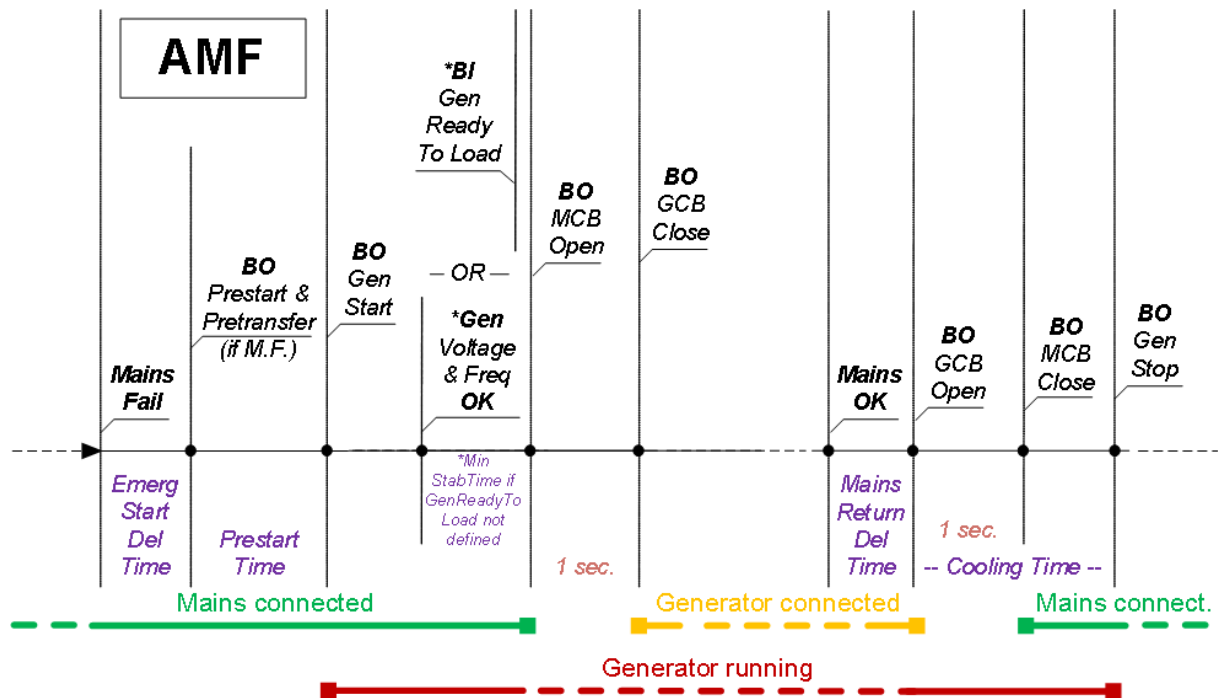 AMF
*BI
Gen
Ready
To Load
BO
MCB
Open
BO
GCB
Close
BO
Prestart &
Pretransfer
(if M.F.)
BO
Gen
Start
— OR —
*Gen
Voltage
& Freq
OK
Mains
Fail
Mains
OK
BO
GCB
Open
BO
MCB
Close
BO
Gen
Stop
Emerg
Start
Del
Time
Prestart
Time
*Min
StabTime if
GenReadyTo
Load not
defined
1 sec.
Mains
Return
Del
Time
1 sec.
-- Cooling Time --
Mains connected
Generator connected
Mains connect.
Generator running